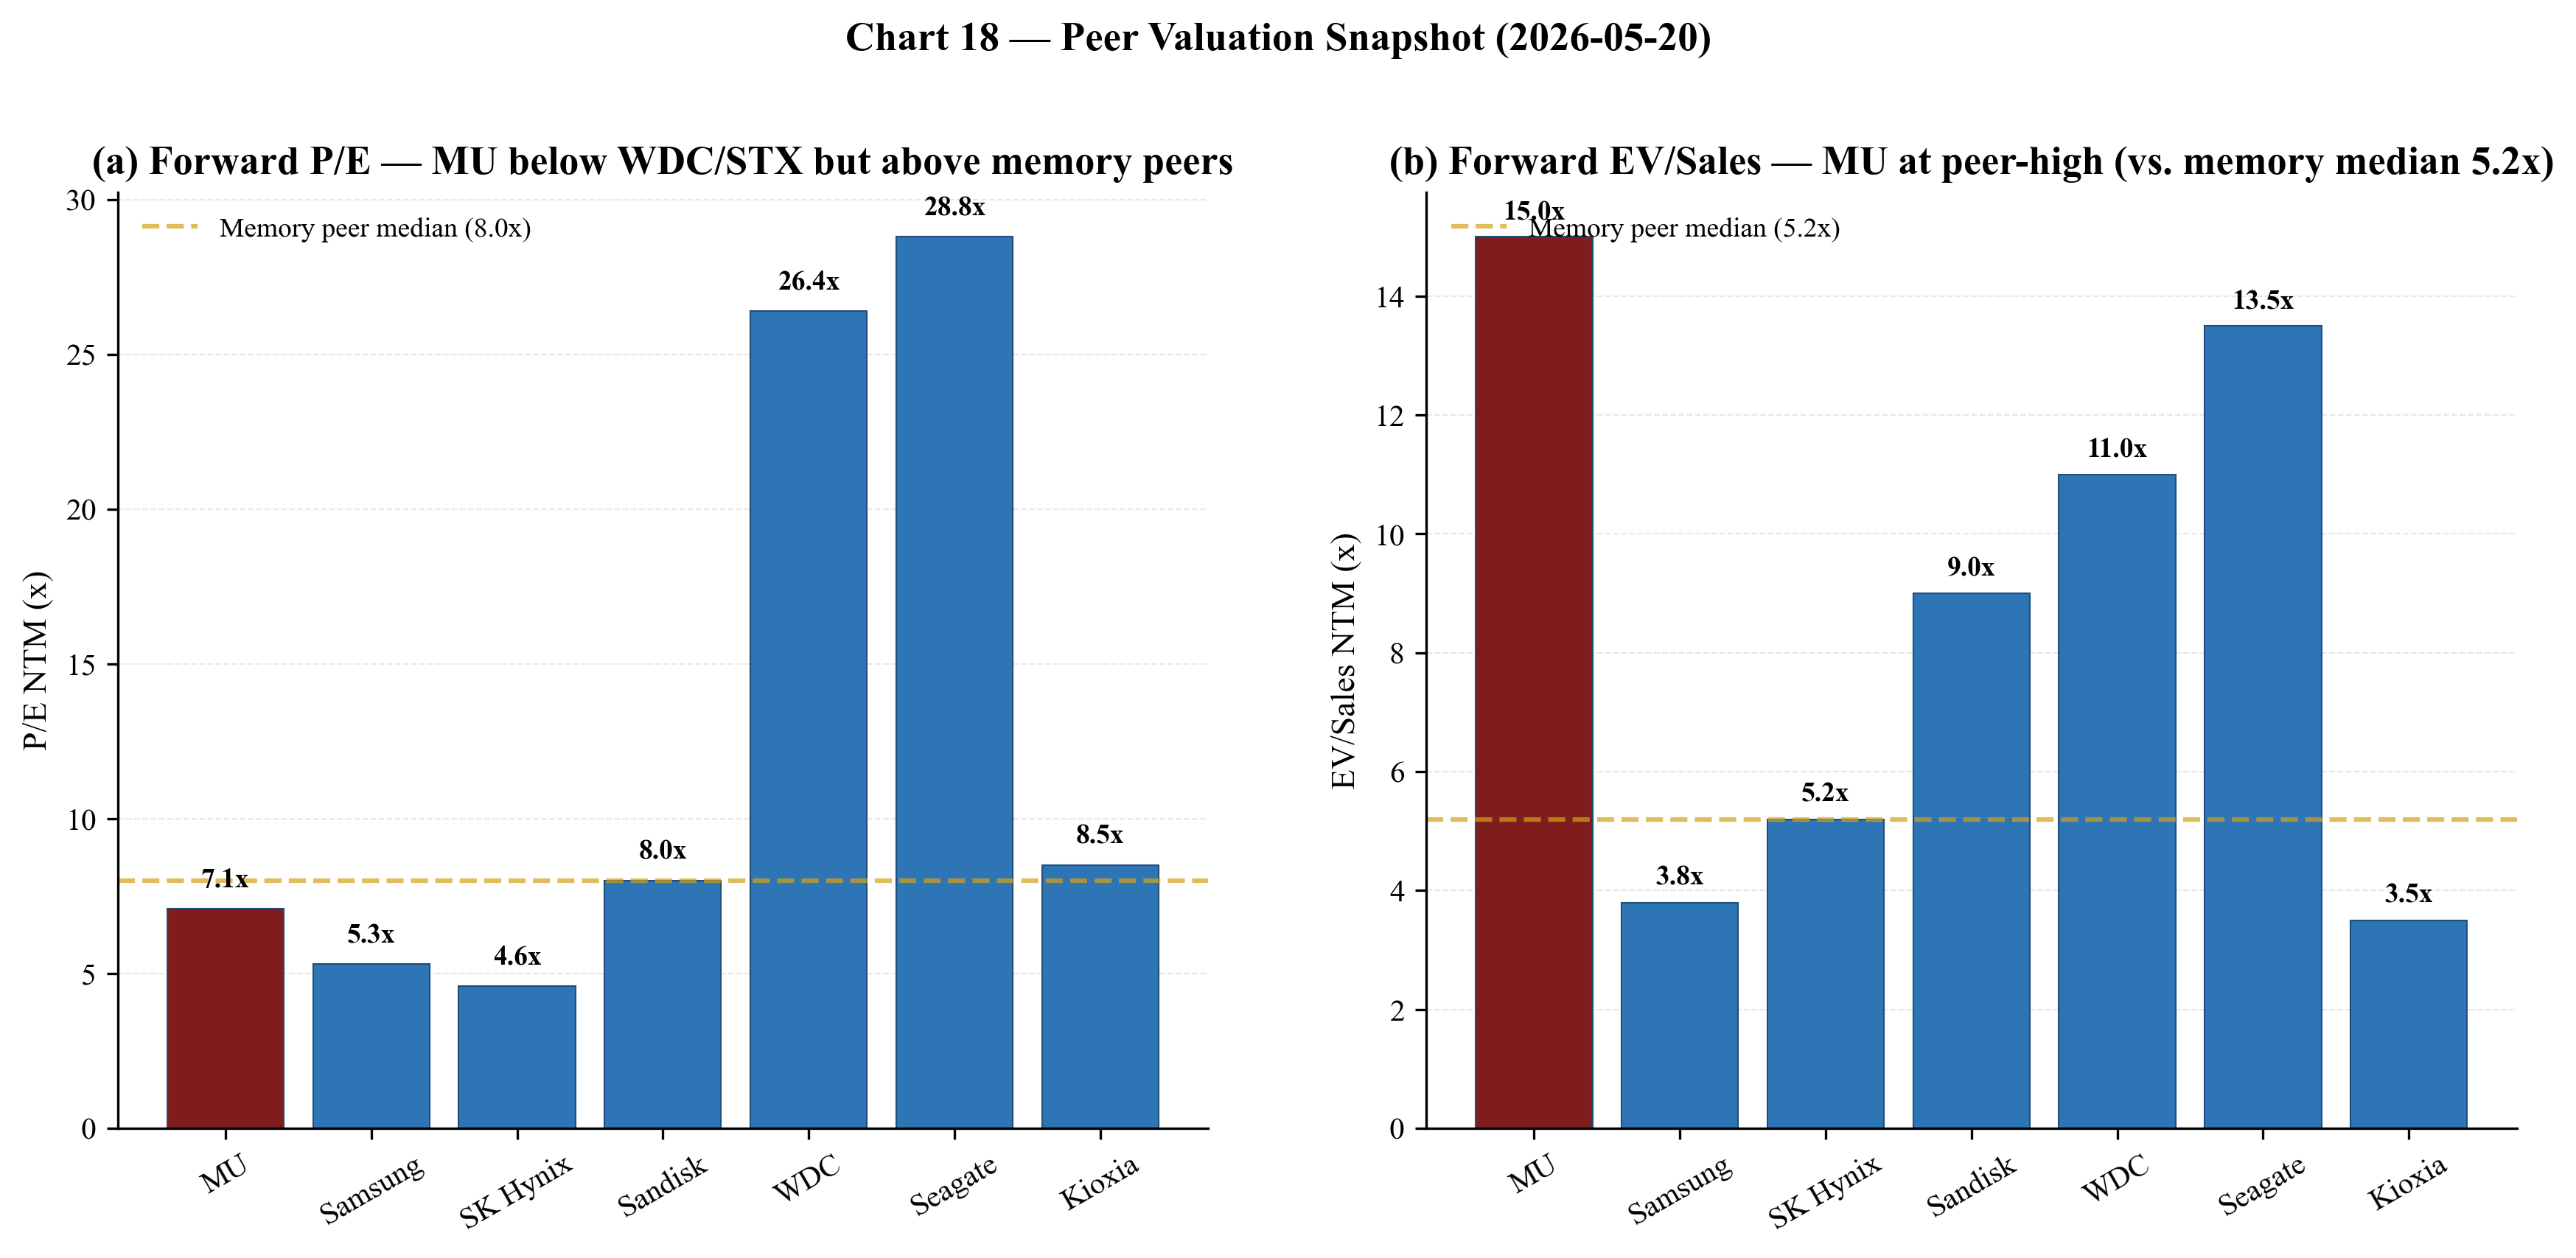 Chart 18 — Peer Valuation Snapshot (2026-05-20)
(a) Forward P/E — MU below WDC/STX but above memory peers
30
25
20
15
10
5
0
P/E NTM (x)
Memory peer median (8.0x)
7.1x
5.3x
4.6x
8.0x
26.4x
28.8x
8.5x
MU
Samsung
SK Hynix
Sandisk
WDC
Seagate
Kioxia
(b) Forward EV/Sales — MU at peer-high (vs. memory median 5.2x)
14
12
10
8
6
4
2
0
EV/Sales NTM (x)
Memory peer median (5.2x)
15.0x
3.8x
5.2x
9.0x
11.0x
13.5x
3.5x
MU
Samsung
SK Hynix
Sandisk
WDC
Seagate
Kioxia